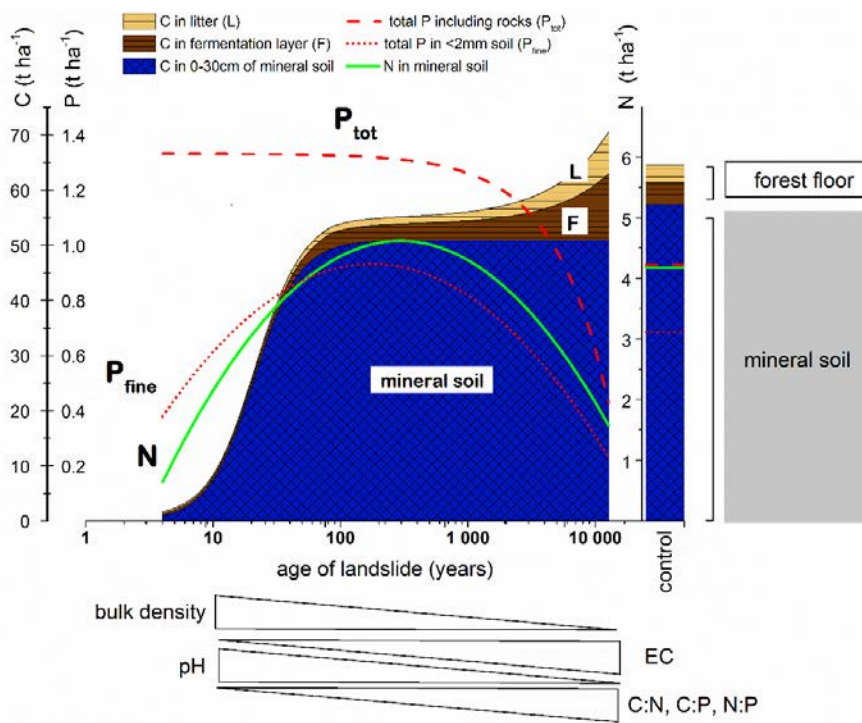 C in litter (L)
C in fermentation layer (F)
C in 0-30cm of mineral soil
total P including rocks (P_tot)
total P in <2mm soil (P_fine)
N in mineral soil
C (t ha⁻¹)
P (t ha⁻¹)
N (t ha⁻¹)
70
60
50
40
30
20
10
0
1.4
1.2
1.0
0.8
0.6
0.4
0.2
P_tot
L
F
P_fine
N
mineral soil
6
5
4
3
2
1
forest floor
mineral soil
1
10
100
1 000
10 000
control
age of landslide (years)
bulk density
pH
EC
C:N, C:P, N:P